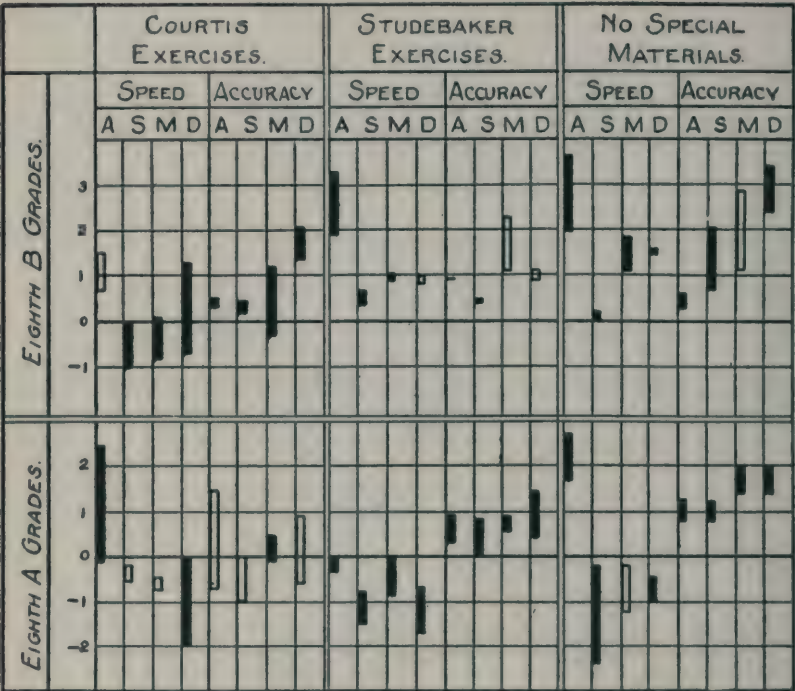 COURTIS EXERCISES.
STUDEBAKER EXERCISES.
NO SPECIAL MATERIALS.
SPEED ACCURACY SPEED ACCURACY SPEED ACCURACY
A S M D A S M D A S M D A S M D A S M D A S M D
EIGHTH B GRADES.
3
2
1
0
-1
EIGHTH A GRADES.
2
1
0
-1
-2